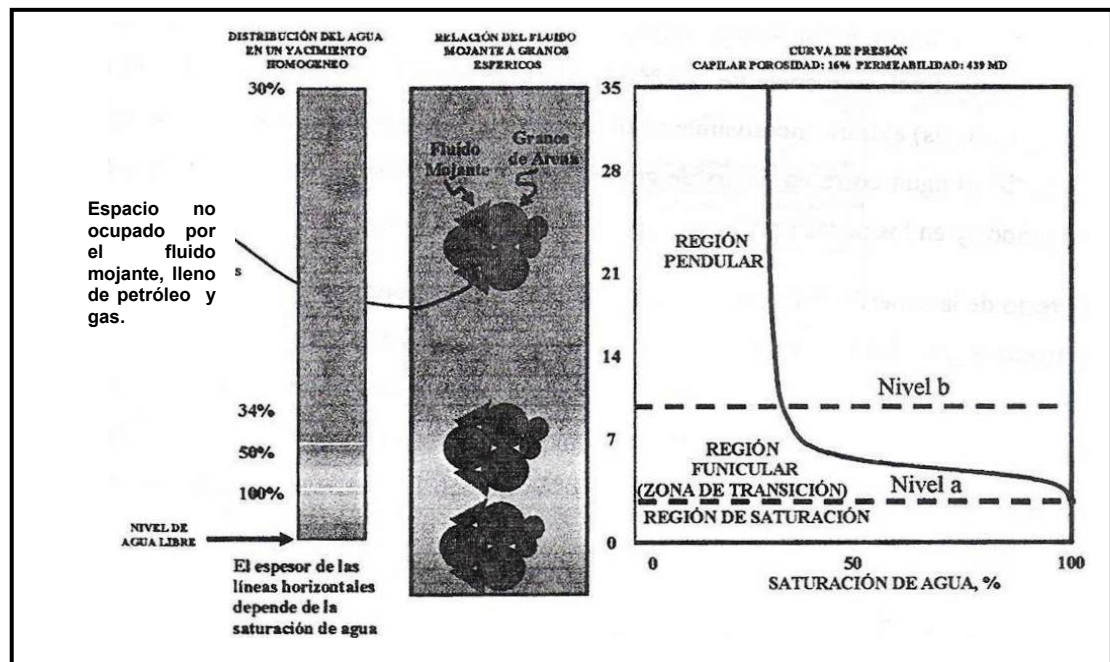 DISTRIBUCIÓN DEL AGUA
EN UN YACIMIENTO
HOMOGENEO
RELACIÓN DEL FLUIDO
MOJANTE A GRANOS
ESFERICOS
CURVA DE PRESIÓN
CAPILAR POROSIDAD: 16% PERMEABILIDAD: 439 MD
30%
34%
50%
100%
Espacio no
ocupado por
el fluido
mojante, lleno
de petróleo y
gas.
s
NIVEL DE
AGUA LIBRE
El espesor de las
líneas horizontales
depende de la
saturación de agua
Fluido
Mojante
Granos
de Arena
35
28
21
14
7
0
REGIÓN
PENDULAR
Nivel b
REGIÓN
FUNICULAR
(ZONA DE TRANSICIÓN)
Nivel a
REGIÓN DE SATURACIÓN
0
50
100
SATURACIÓN DE AGUA, %